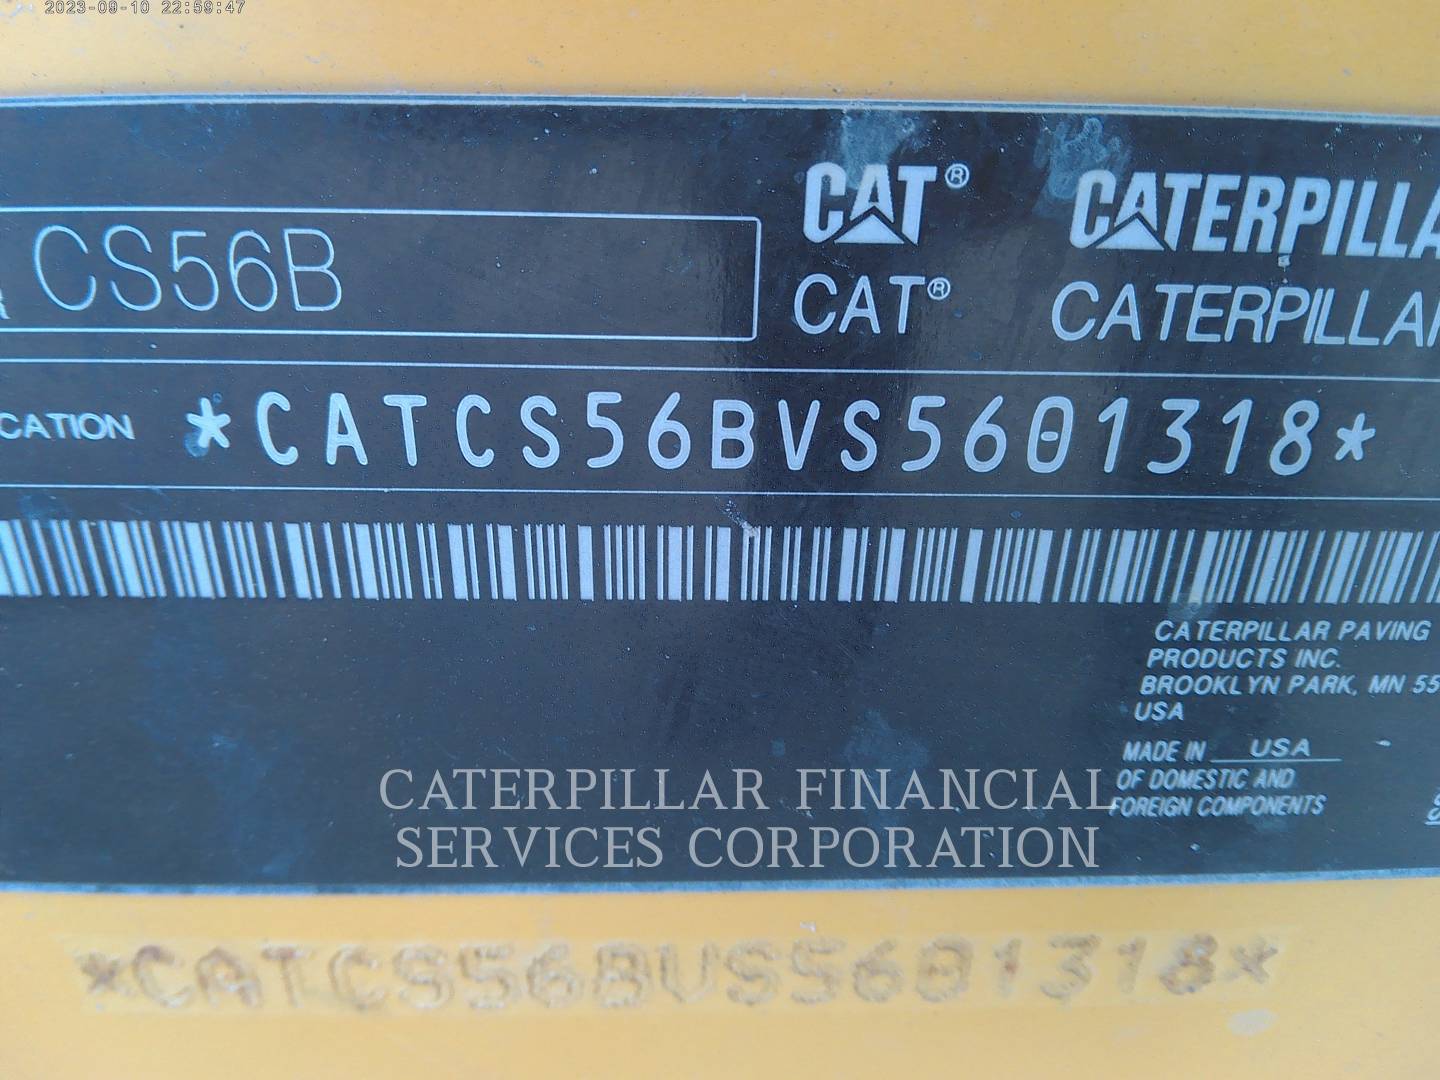 2023-09-10 22:59:47
CAT® CATERPILLA
CS56B
CAT® CATERPILLAR
CATION *CATCS56BVS5601318*
CATERPILLAR PAVING
PRODUCTS INC.
BROOKLYN PARK, MN 55
USA
MADE IN USA
OF DOMESTIC AND
FOREIGN COMPONENTS
CATERPILLAR FINANCIAL
SERVICES CORPORATION
*CATCS56BVS5601318*